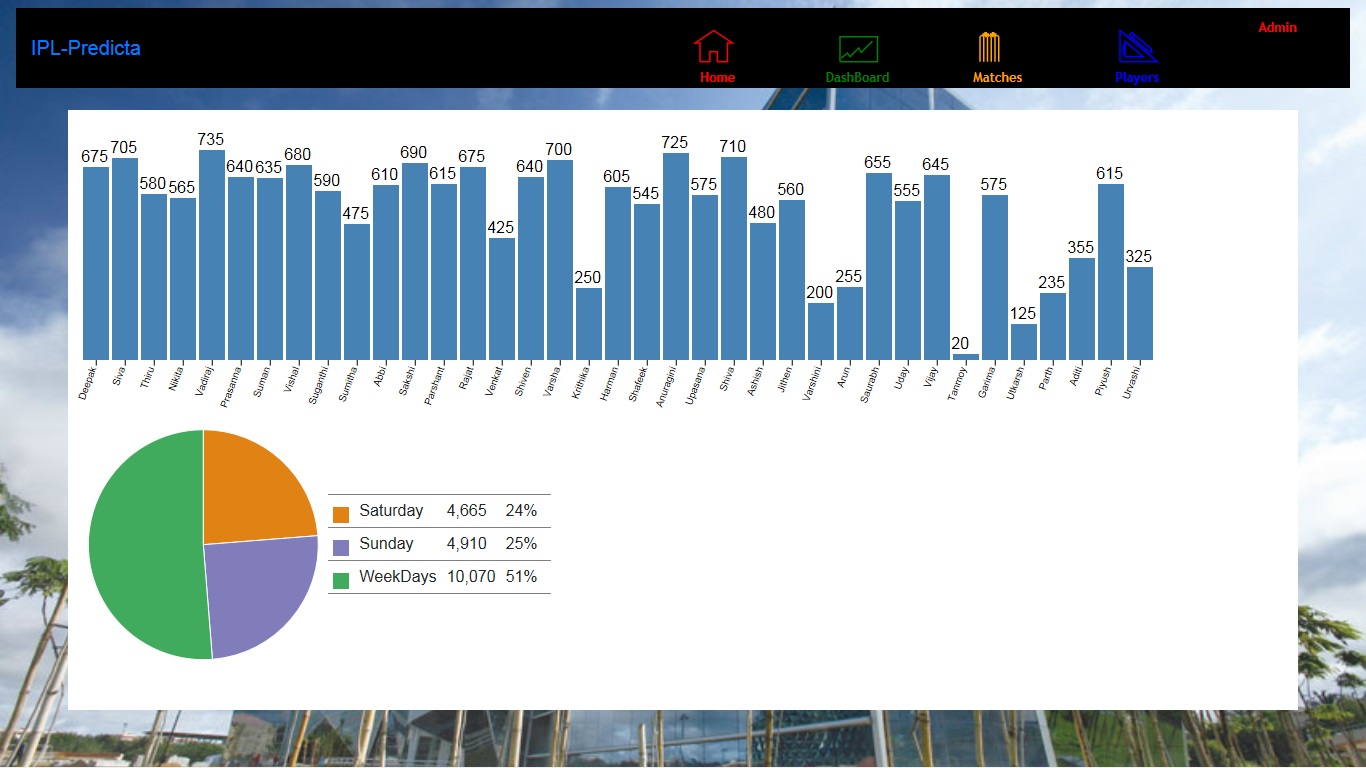 IPL-Predicta
Admin
Home DashBoard Matches Players
675 705 580 565 735 640 635 680 590 475 610 690 615 675 425 640 700 250 605 545 725 575 710 480 560 200 255 655 555 645 20 575 125 235 355 615 325
Deepak Siva Thiru Nikita Vadiraj Prasanna Suman Vishal Suganthi Sumitha Abbi Sakshi Parshant Rajat Venkat Shiven Varsha Krithika Harman Shafeek Anuragini Upasana Shiva Ashish Jithen Varshini Arun Saurabh Uday Vijay Tanmoy Garima Utkarsh Parth Aditi Piyush Urvashi
Saturday 4,665 24%
Sunday 4,910 25%
WeekDays 10,070 51%